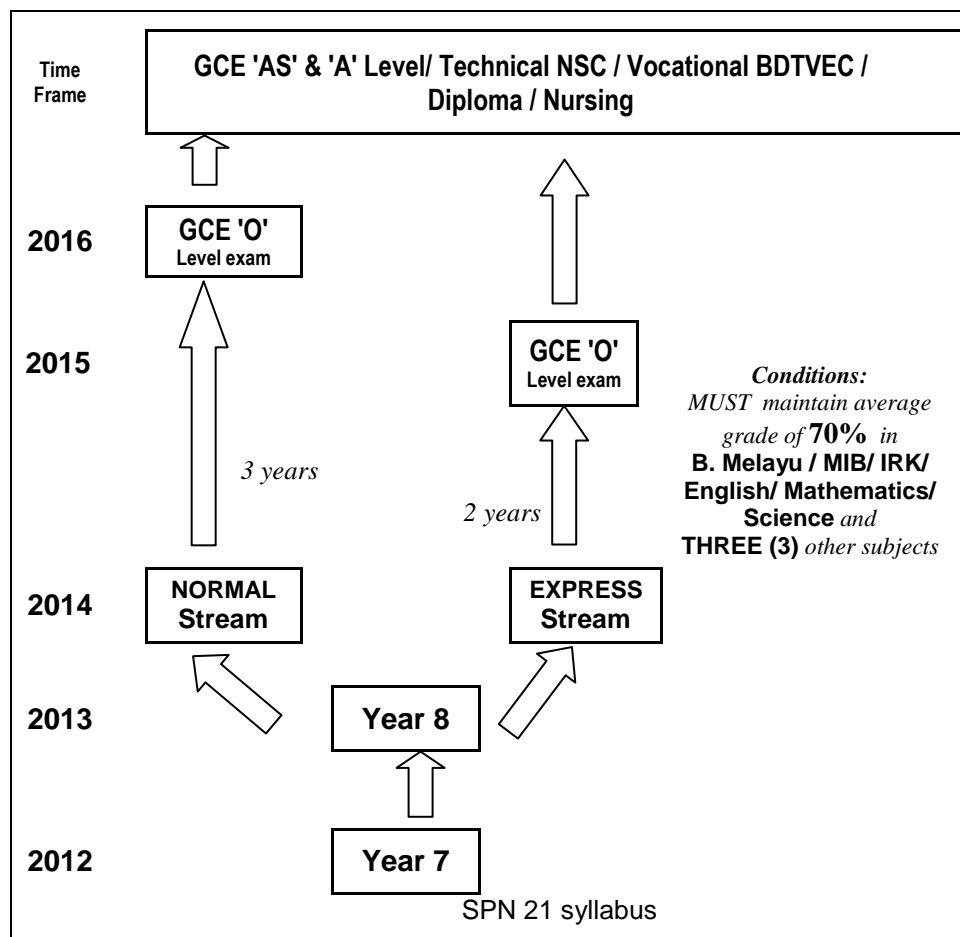 Time
Frame
GCE 'AS' & 'A' Level/ Technical NSC / Vocational BDTVEC /
Diploma / Nursing
2016
GCE 'O'
Level exam
2015
GCE 'O'
Level exam
Conditions:
MUST maintain average
grade of 70% in
B. Melayu / MIB/ IRK/
English/ Mathematics/
Science and
THREE (3) other subjects
3 years
2 years
2014
NORMAL
Stream
EXPRESS
Stream
2013
Year 8
2012
Year 7
SPN 21 syllabus